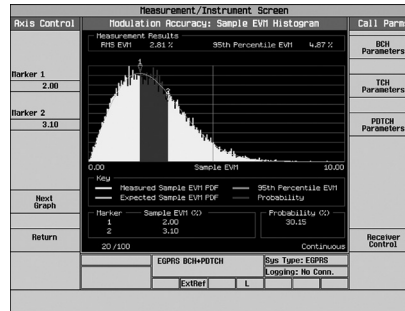 Measurement/Instrument Screen
Axis Control
Modulation Accuracy: Sample EVM Histogram
Call Parms
Measurement Results
RMS EVM 2.81 % 95th Percentile EVM 4.87 %
BCH
Parameters
Marker 1
2.00
TCH
Parameters
Marker 2
3.10
PDTCH
Parameters
1
2
0.00 Sample EVM 10.00
Key
Measured Sample EVM PDF 95th Percentile EVM
Expected Sample EVM PDF Probability
Next
Graph
Marker Sample EVM (%) Probability (%)
1 2.00 30.15
2 3.10
Return
Receiver
Control
20/100 Continuous
EGPRS BCH+PDTCH Sys Type: EGPRS
Logging: No Conn.
ExtRef L